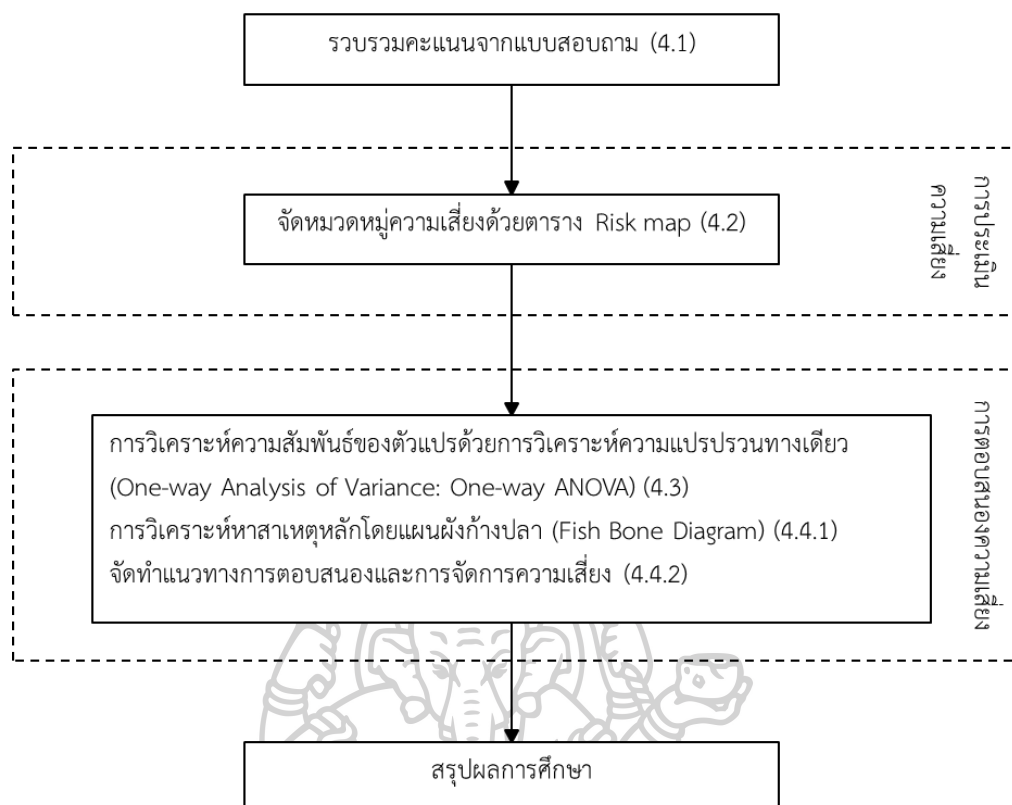 รวบรวมคะแนนจากแบบสอบถาม (4.1)
จัดหมวดหมู่ความเสี่ยงด้วยตาราง Risk map (4.2)
การประเมิน
ความเสี่ยง
การวิเคราะห์ความสัมพันธ์ของตัวแปรด้วยการวิเคราะห์ความแปรปรวนทางเดียว
(One-way Analysis of Variance: One-way ANOVA) (4.3)
การวิเคราะห์หาสาเหตุหลักโดยแผนผังก้างปลา (Fish Bone Diagram) (4.4.1)
จัดทำแนวทางการตอบสนองและการจัดการความเสี่ยง (4.4.2)
การตอบสนองความเสี่ยง
สรุปผลการศึกษา